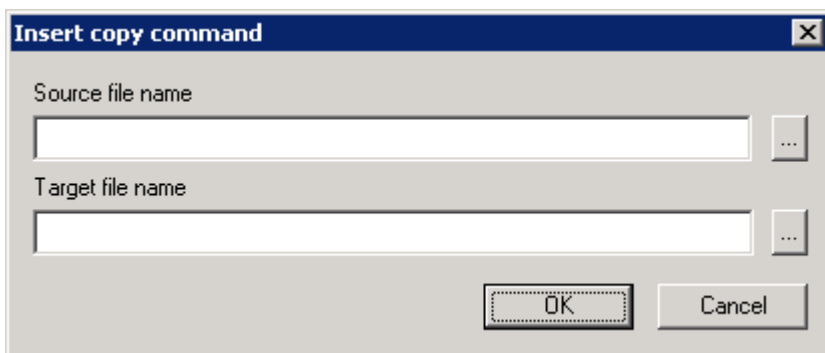 Insert copy command
Source file name
...
Target file name
...
OK Cancel